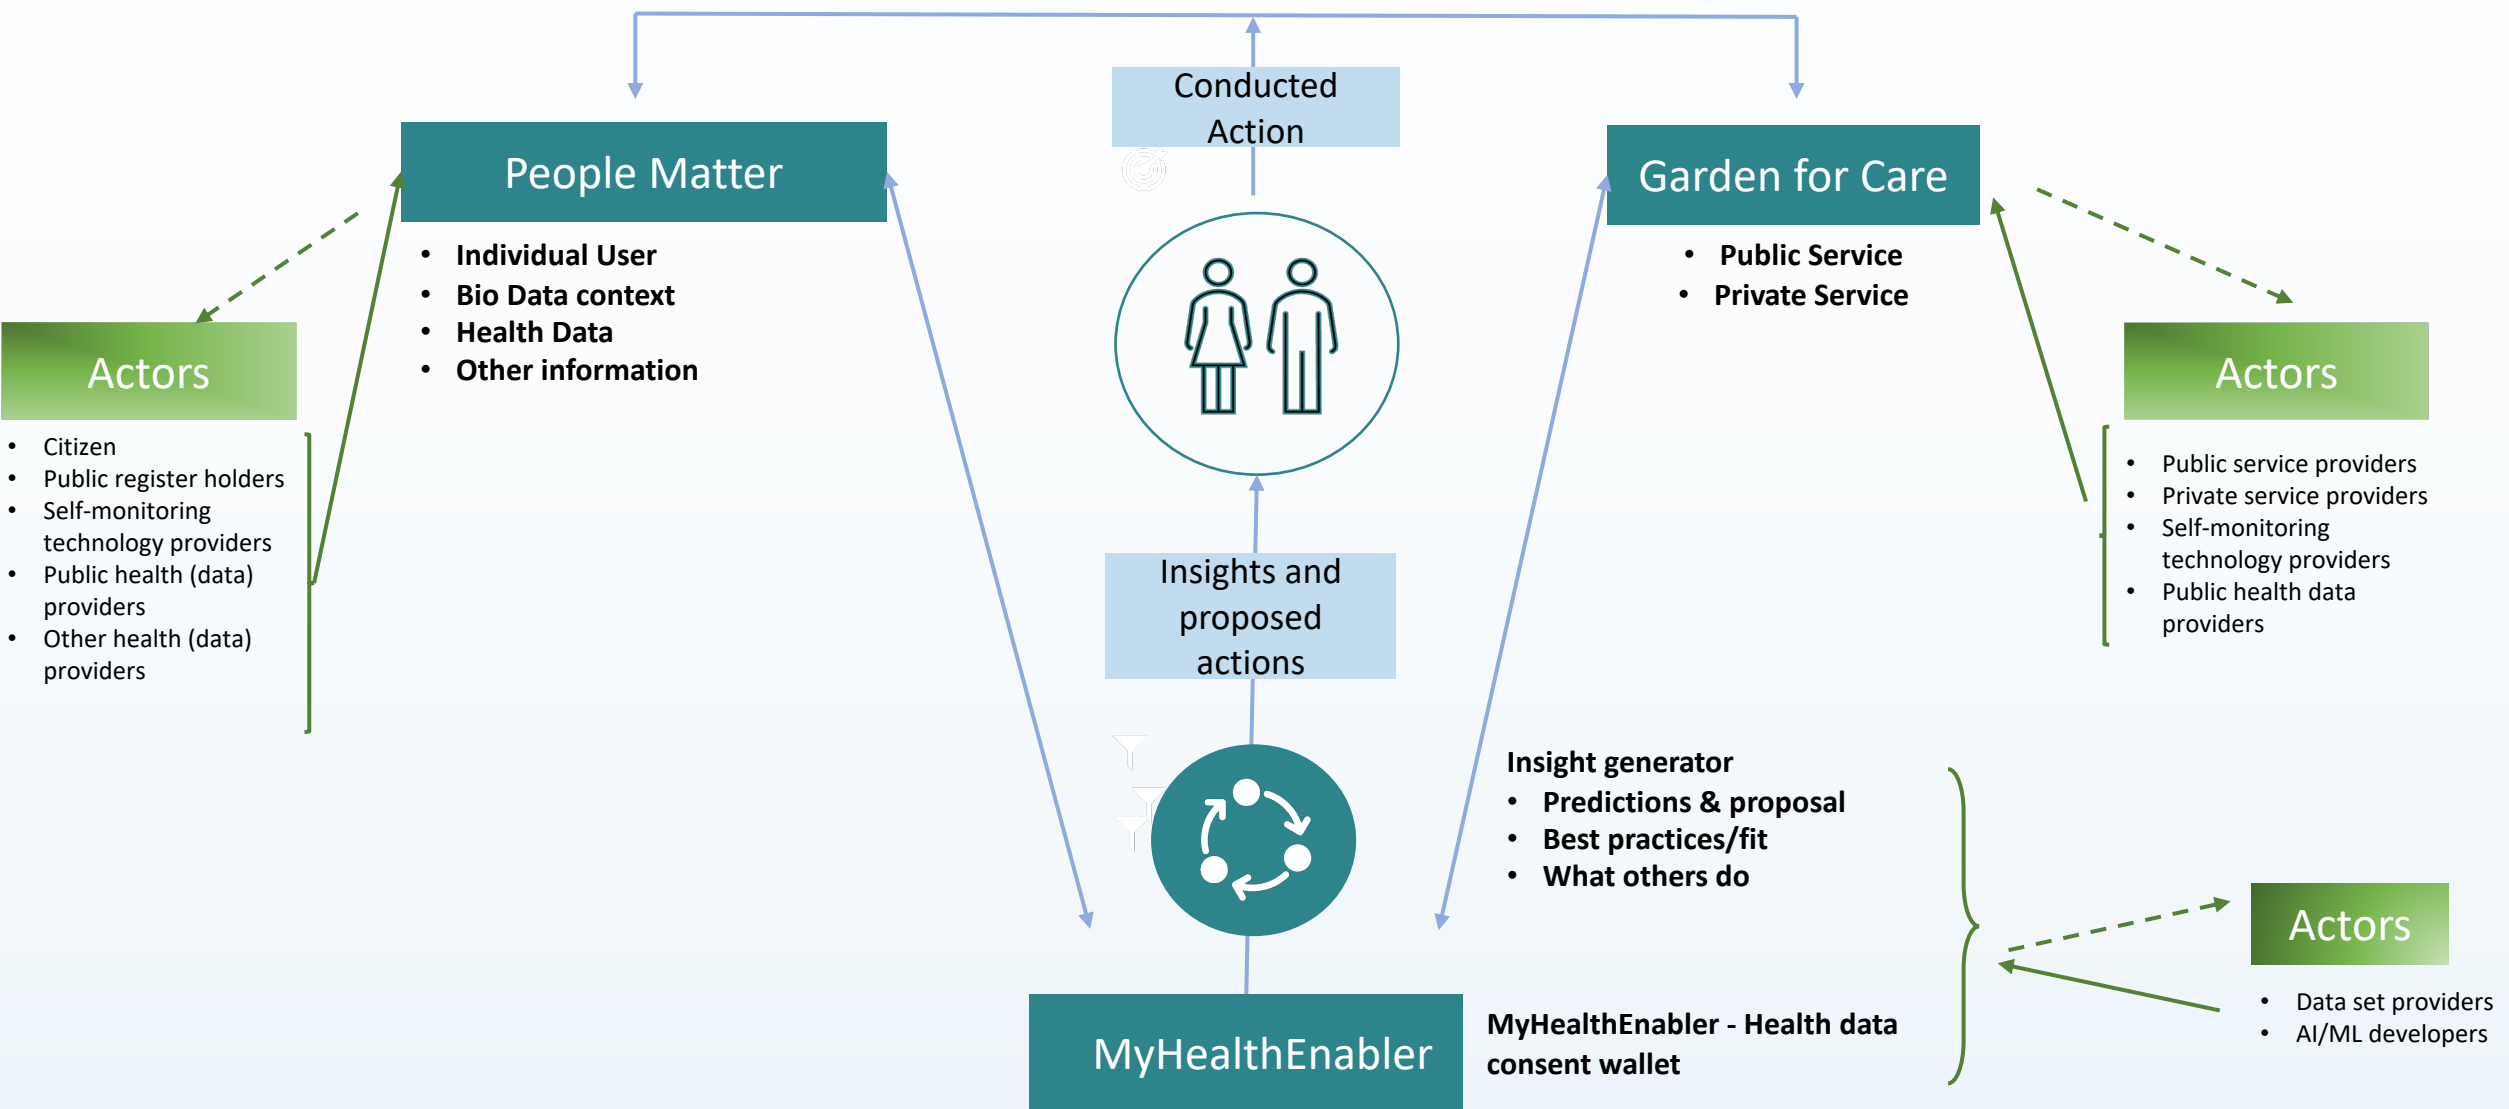 Conducted
Action
People Matter
• Individual User
• Bio Data context
• Health Data
• Other information
Garden for Care
• Public Service
• Private Service
Actors
• Citizen
• Public register holders
• Self-monitoring
technology providers
• Public health (data)
providers
• Other health (data)
providers
Actors
• Public service providers
• Private service providers
• Self-monitoring
technology providers
• Public health data
providers
Insights and
proposed
actions
Insight generator
• Predictions & proposal
• Best practices/fit
• What others do
MyHealthEnabler
MyHealthEnabler - Health data
consent wallet
Actors
• Data set providers
• AI/ML developers